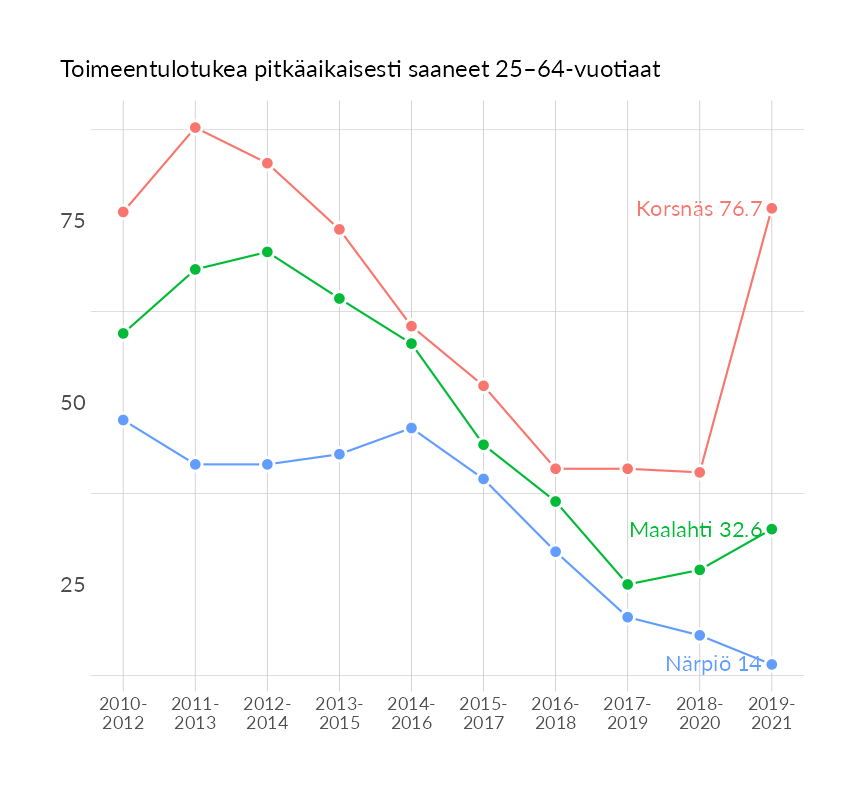 Toimeentulotukea pitkäaikaisesti saaneet 25–64-vuotiaat
Korsnäs 76.7
75
50
Maalahti 32.6
25
Närpiö 14
2010- 2011- 2012- 2013- 2014- 2015- 2016- 2017- 2018- 2019-
2012 2013 2014 2015 2016 2017 2018 2019 2020 2021